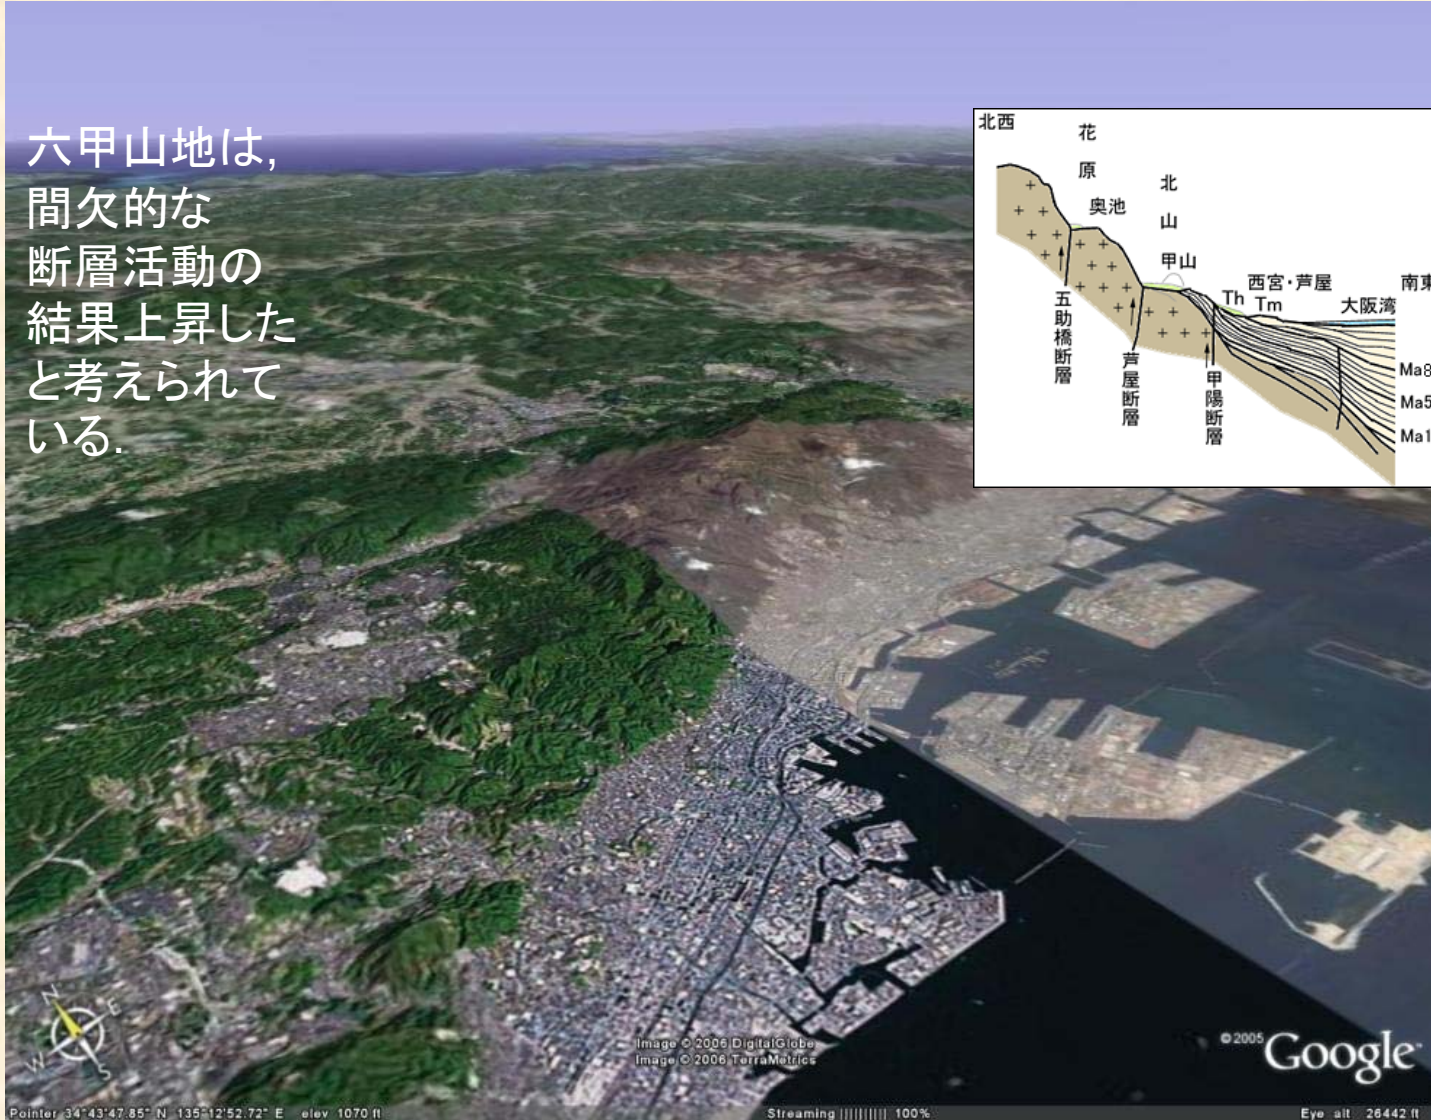 六甲山地は,
間欠的な
断層活動の
結果上昇した
と考えられて
いる.
北西
花原
奥池
北山
甲山
西宮・芦屋
南東
Th
Tm
大阪湾
五助橋断層
芦屋断層
甲陽断層
Ma8
Ma5
Ma1
N
E
W
S
Image © 2006 DigitalGlobe
Image © 2006 TerraMetrics
©2005 Google™
Pointer 34°43'47.85" N 135°12'52.72" E elev 1070 ft
Streaming |||||||||| 100%
Eye alt 26442 ft